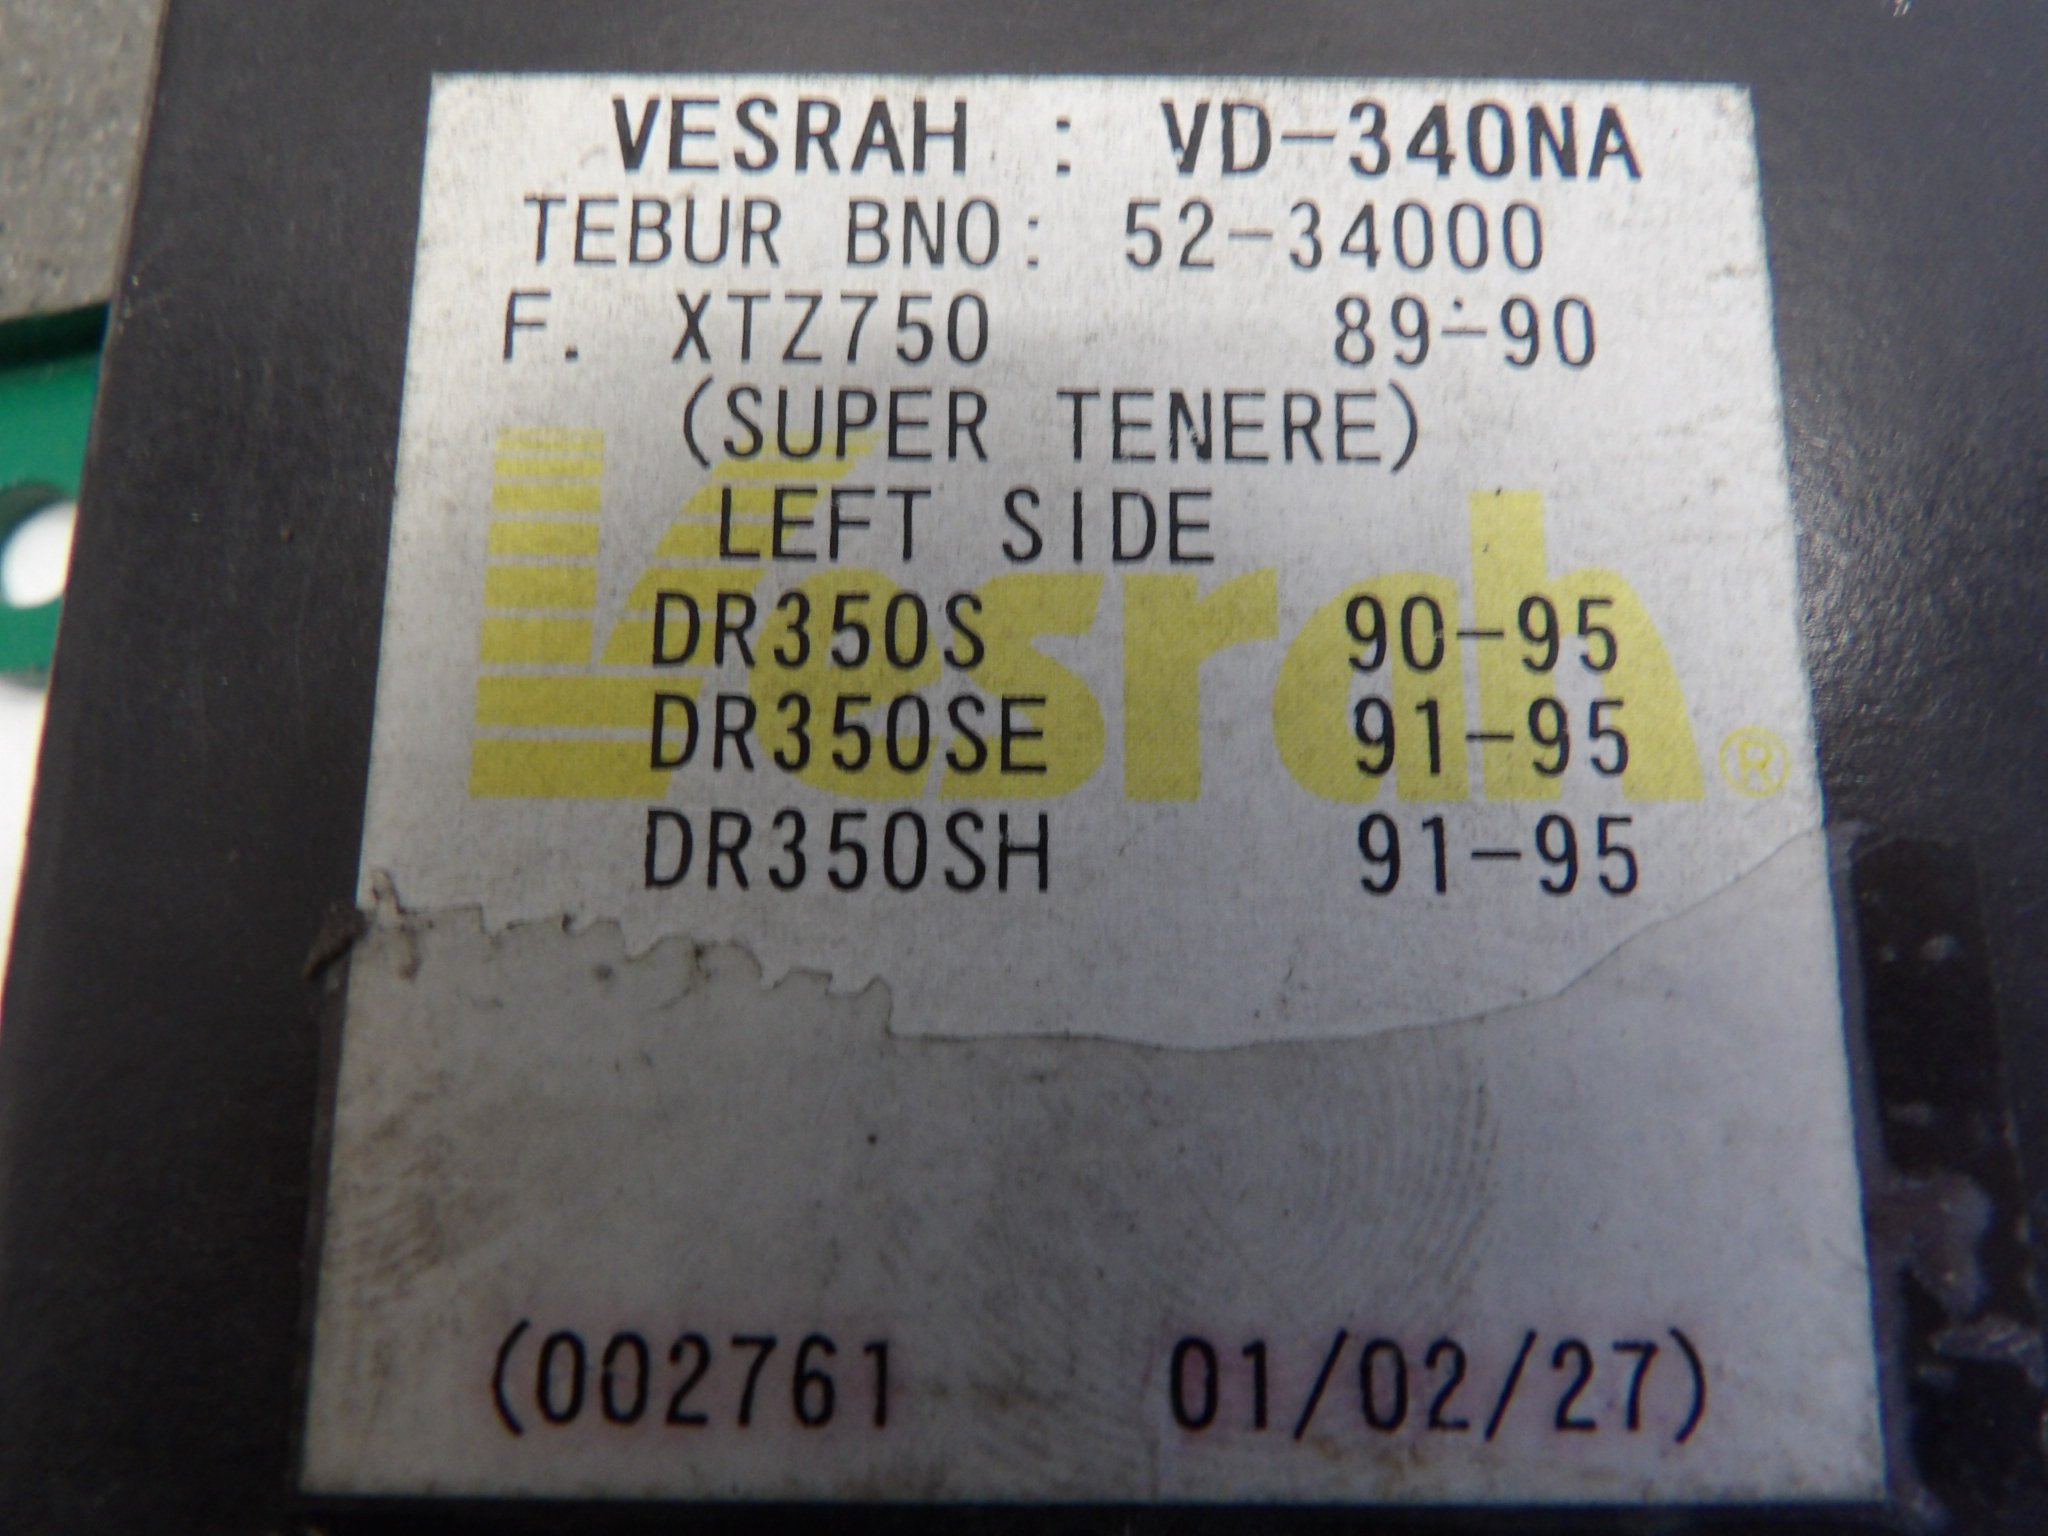 VESRAH : VD-340NA
TEBUR BNO: 52-34000
F. XTZ750 89-90
(SUPER TENERE)
LEFT SIDE
Vesrah®
DR350S 90-95
DR350SE 91-95
DR350SH 91-95
(002761 01/02/27)